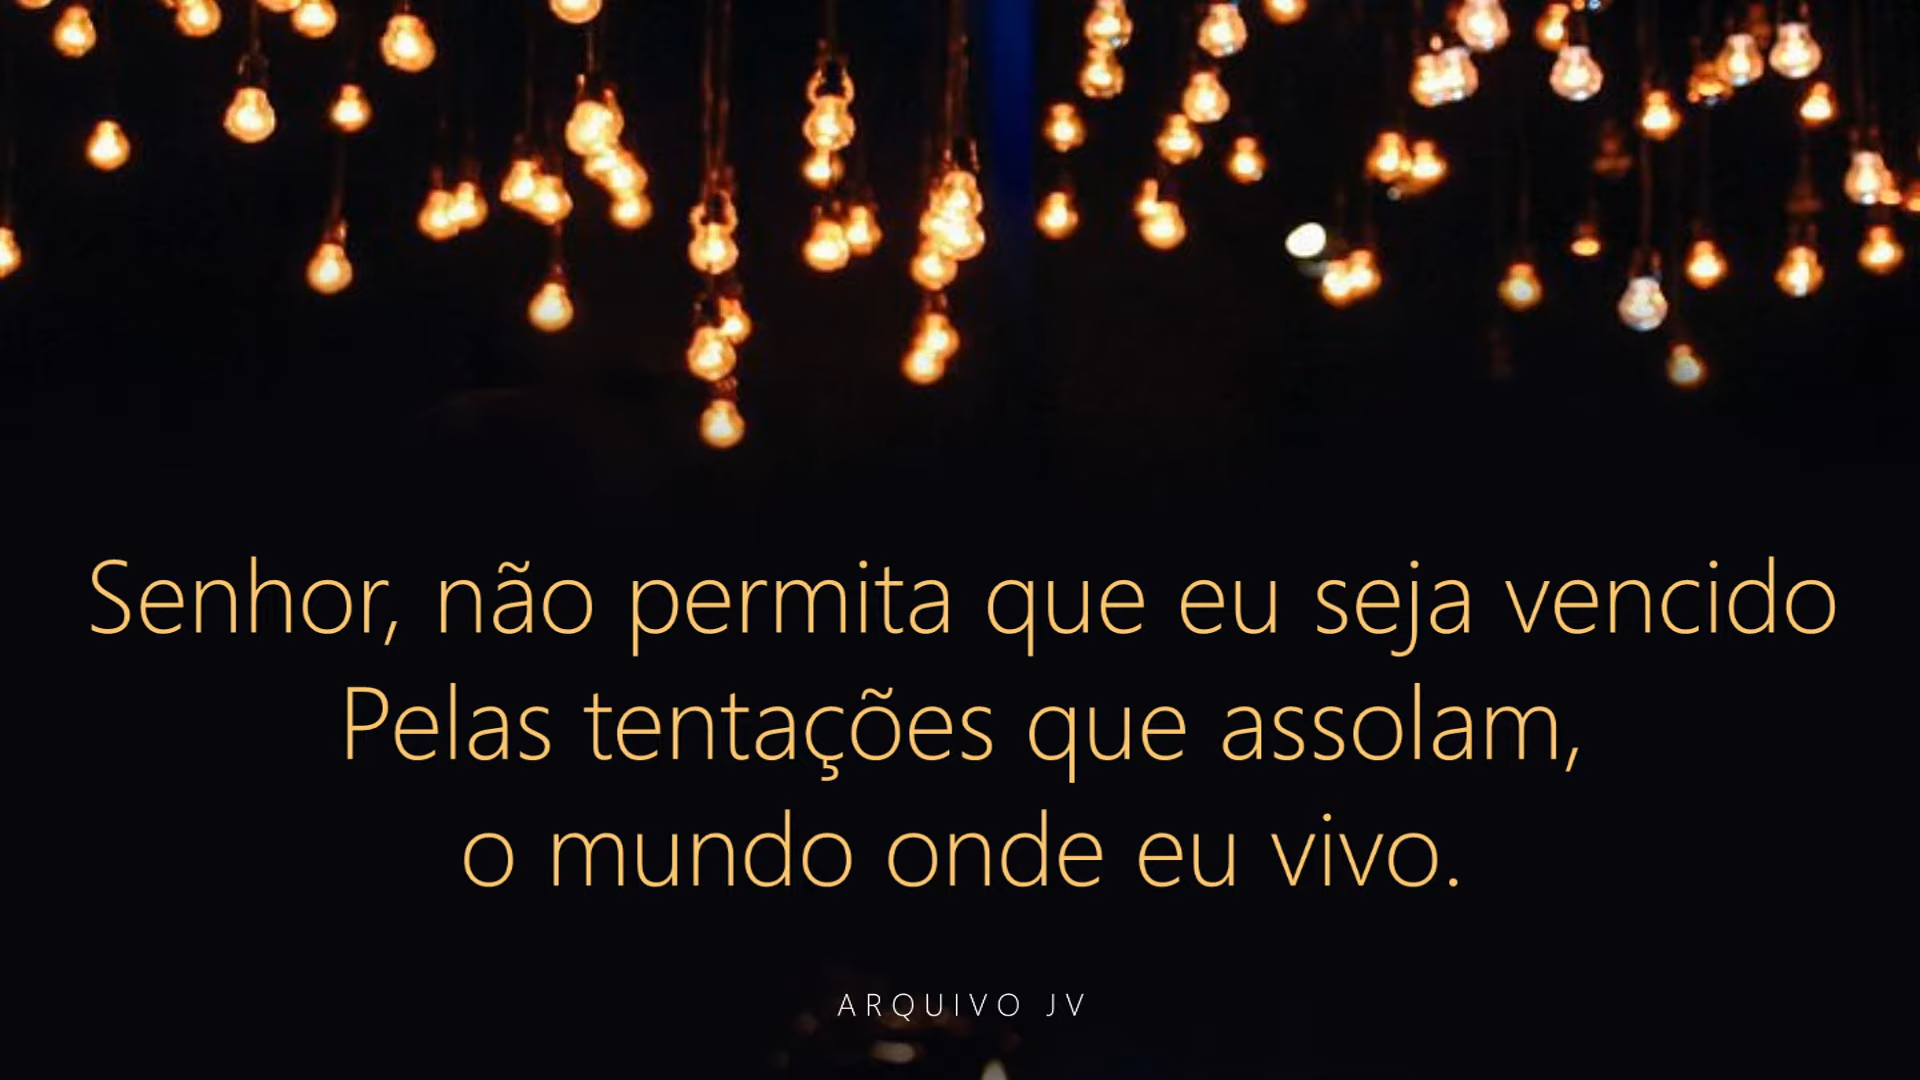 Senhor, não permita que eu seja vencido
Pelas tentações que assolam,
o mundo onde eu vivo.
ARQUIVO JV